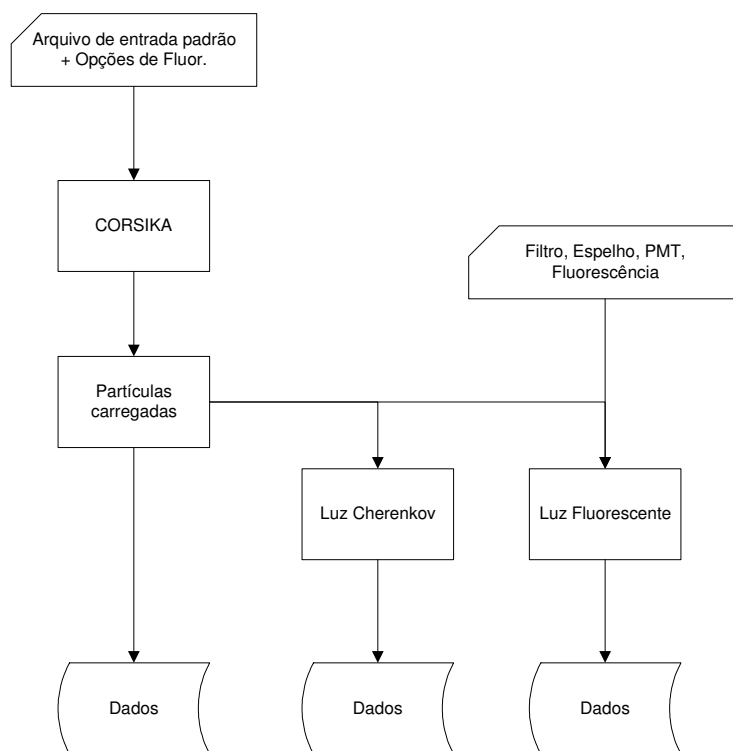 Arquivo de entrada padrão
+ Opções de Fluor.
CORSIKA
Filtro, Espelho, PMT,
Fluorescência
Partículas
carregadas
Luz Cherenkov
Luz Fluorescente
Dados
Dados
Dados